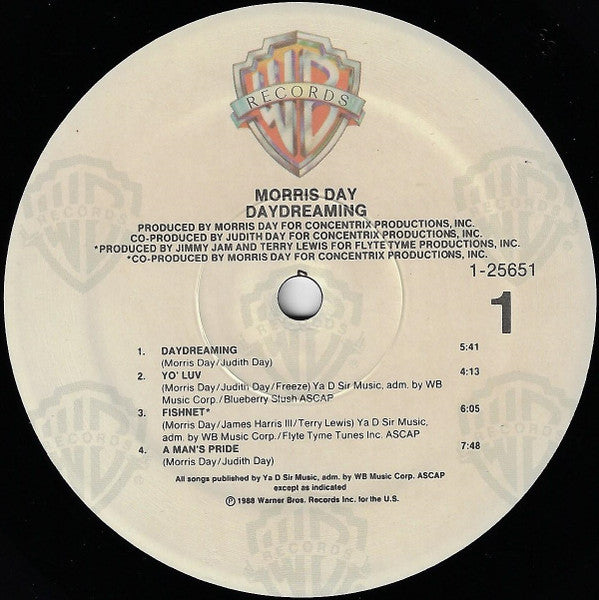 WB
RECORDS
MORRIS DAY
DAYDREAMING
PRODUCED BY MORRIS DAY FOR CONCENTRIX PRODUCTIONS, INC.
CO-PRODUCED BY JUDITH DAY FOR CONCENTRIX PRODUCTIONS, INC.
*PRODUCED BY JIMMY JAM AND TERRY LEWIS FOR FLYTE TYME PRODUCTIONS, INC.
*CO-PRODUCED BY MORRIS DAY FOR CONCENTRIX PRODUCTIONS, INC.
1-25651
1
1. DAYDREAMING 5:41
(Morris Day/Judith Day)
2. YO' LUV 4:13
(Morris Day/Judith Day/Freeze) Ya D Sir Music, adm. by WB
Music Corp./Blueberry Slush ASCAP
3. FISHNET* 6:05
(Morris Day/James Harris III/Terry Lewis) Ya D Sir Music,
adm. by WB Music Corp./Flyte Tyme Tunes Inc. ASCAP
4. A MAN'S PRIDE 7:48
(Morris Day/Judith Day)
All songs published by Ya D Sir Music, adm. by WB Music Corp. ASCAP
except as indicated
℗ 1988 Warner Bros. Records Inc. for the U.S.